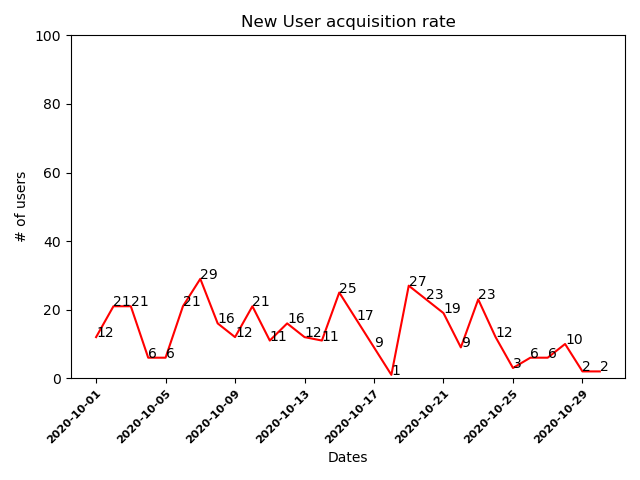 New User acquisition rate
100
80
60
40
20
0
# of users
12 21 21 6 6 21 29 16 12 21 11 16 12 11 25 17 9 1 27 23 19 9 23 12 3 6 6 10 2 2
2020-10-01 2020-10-05 2020-10-09 2020-10-13 2020-10-17 2020-10-21 2020-10-25 2020-10-29
Dates